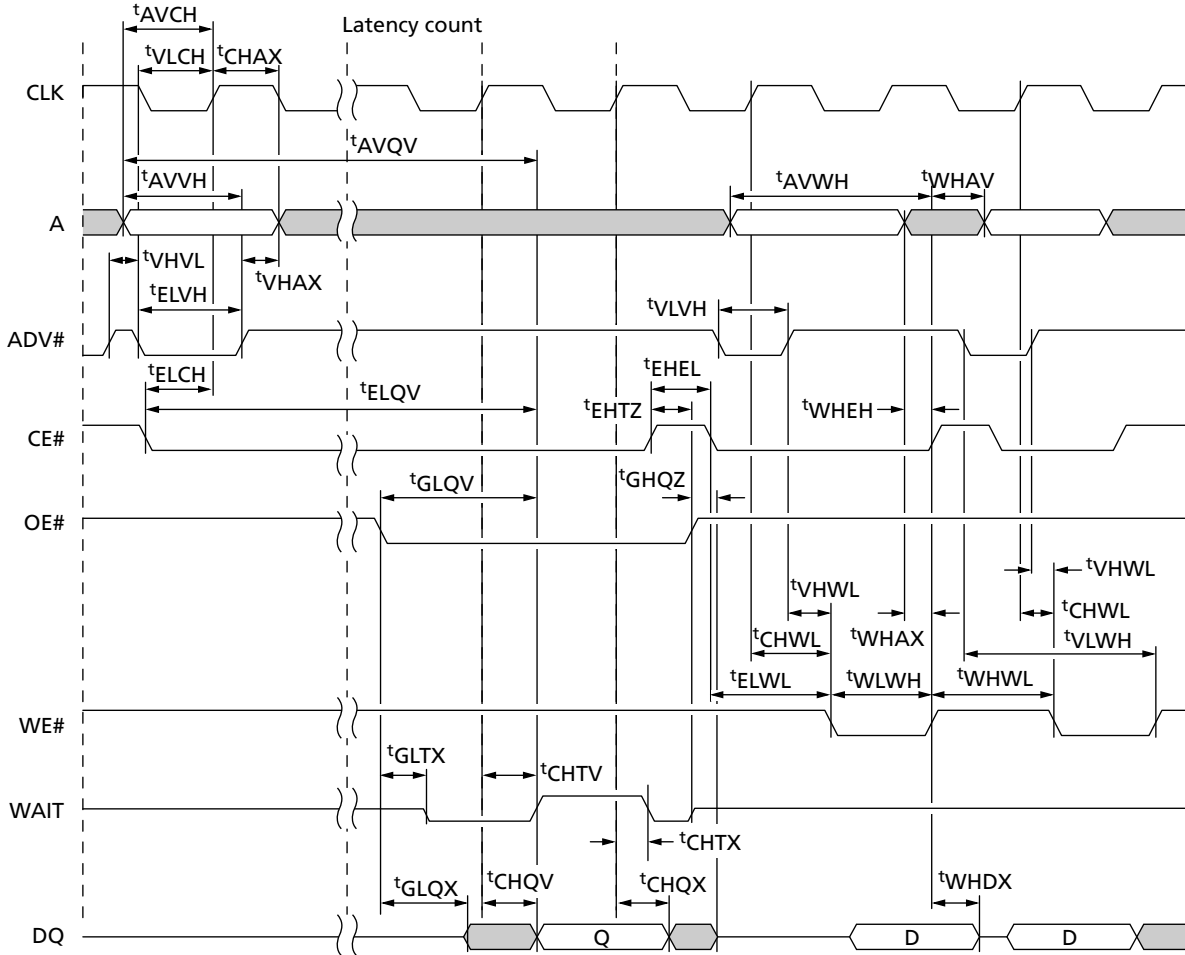 tAVCH
Latency count
tVLCH
tCHAX
CLK
tAVQV
tAVVH
tAVWH
tWHAV
A
tVHVL
tVHAX
tELVH
tVLVH
ADV#
tEHEL
tELCH
tELQV
tEHTZ
tWHEH
CE#
tGHQZ
tGLQV
OE#
tVHWL
tVHWL
tCHWL
tCHWL
tWHAX
tVLWH
tELWL
tWLWH
tWHWL
WE#
tGLTX
tCHTV
WAIT
tCHTX
tGLQX
tCHQV
tCHQX
tWHDX
DQ
Q
D
D